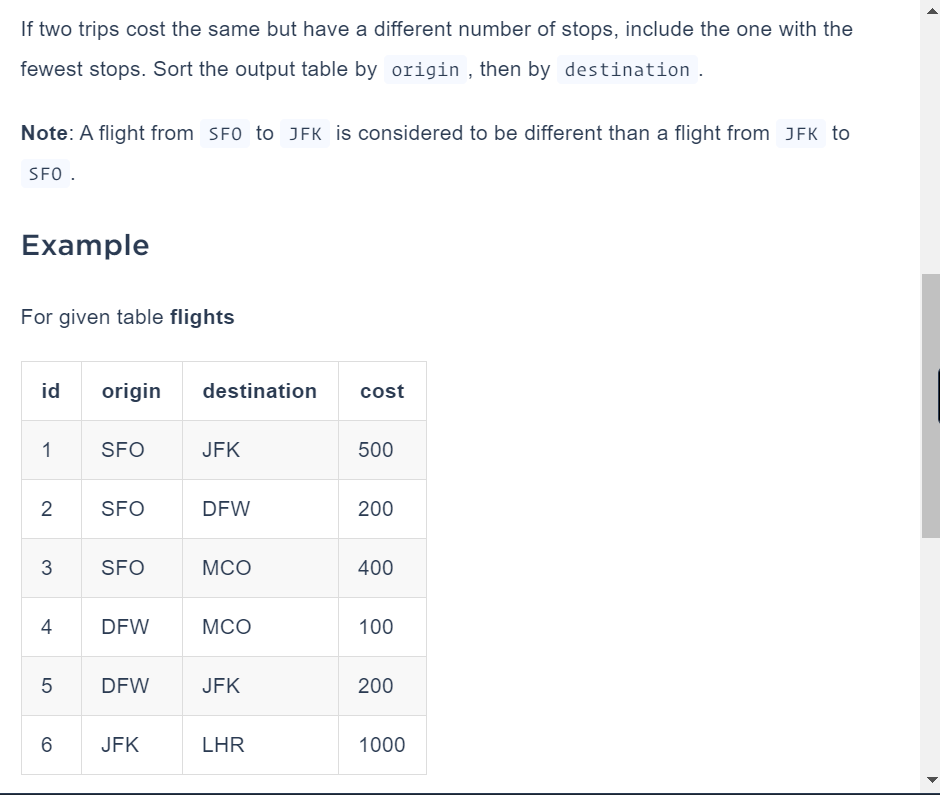 If two trips cost the same but have a different number of stops, include the one with the
fewest stops. Sort the output table by origin , then by destination .
Note: A flight from SFO to JFK is considered to be different than a flight from JFK to
SFO .
Example
For given table flights
id origin destination cost
1 SFO JFK 500
2 SFO DFW 200
3 SFO MCO 400
4 DFW MCO 100
5 DFW JFK 200
6 JFK LHR 1000